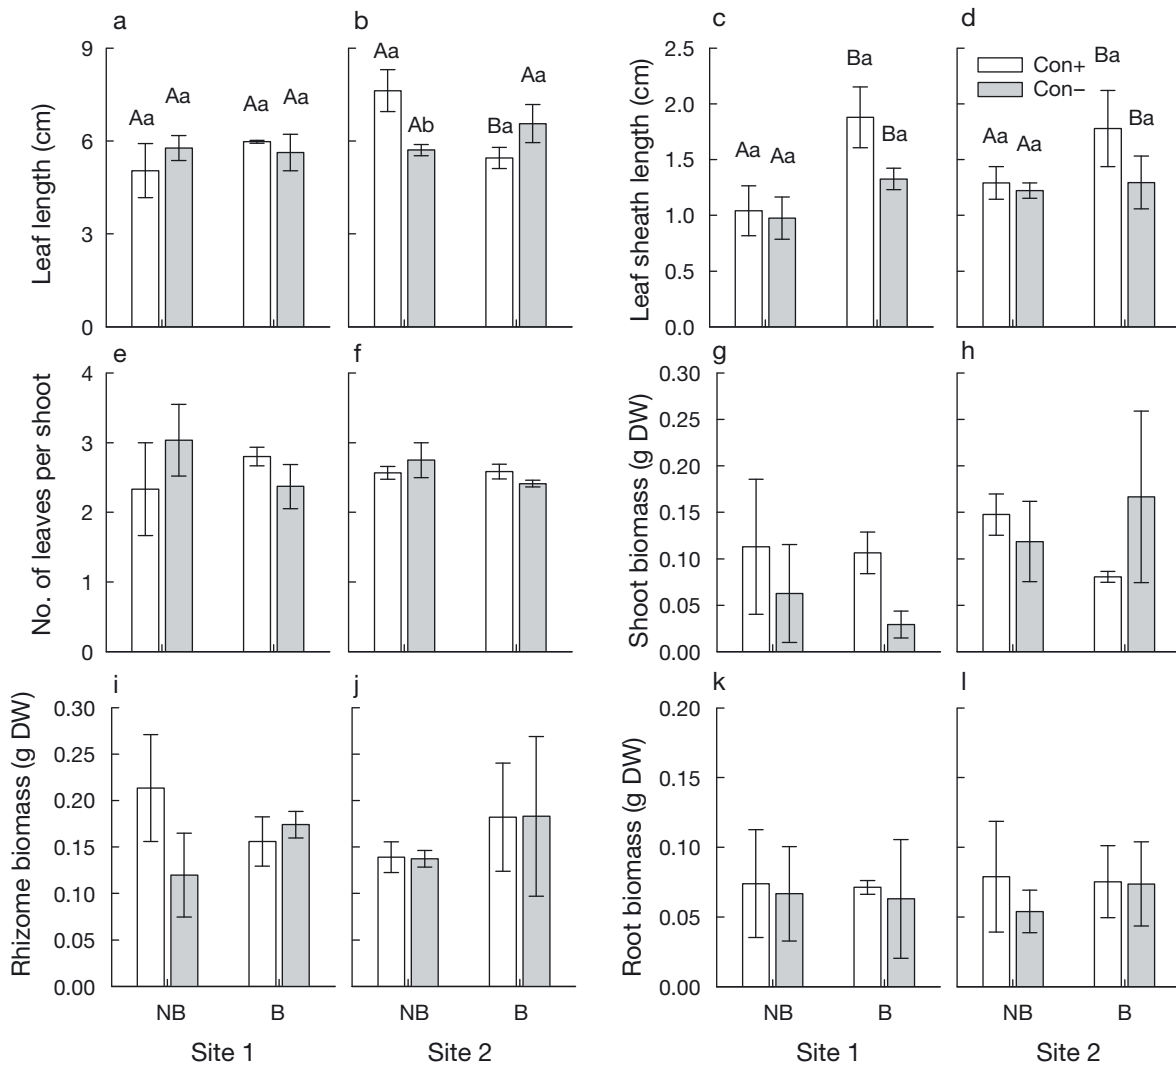 a
b
c
d
Leaf length (cm)
9
6
3
0
Aa
Aa
Aa
Aa
Aa
Ab
Ba
Aa
Leaf sheath length (cm)
2.5
2.0
1.5
1.0
0.5
0.0
Aa
Aa
Ba
Ba
Aa
Aa
Ba
Ba
Con+
Con–
e
f
g
h
No. of leaves per shoot
4
3
2
1
0
Shoot biomass (g DW)
0.30
0.25
0.20
0.15
0.10
0.05
0.00
i
j
k
l
Rhizome biomass (g DW)
0.30
0.25
0.20
0.15
0.10
0.05
0.00
Root biomass (g DW)
0.20
0.15
0.10
0.05
0.00
NB B NB B NB B NB B
Site 1 Site 2 Site 1 Site 2